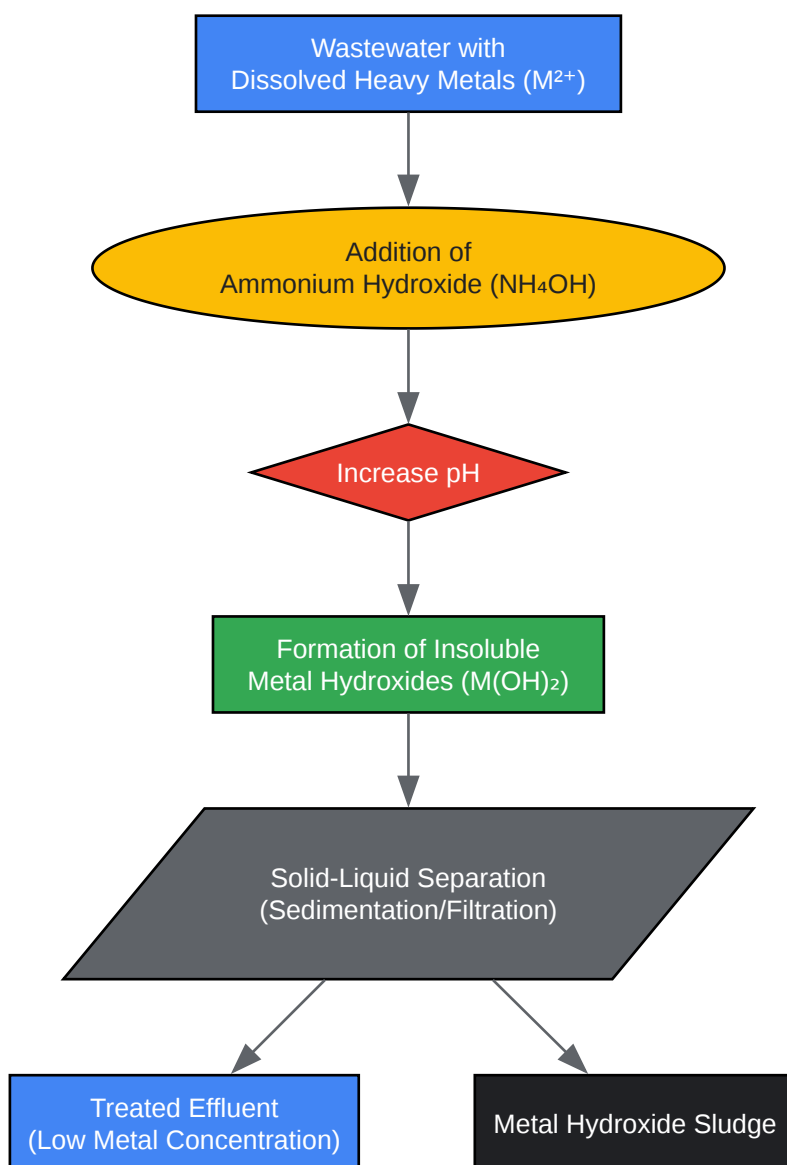 Wastewater with
Dissolved Heavy Metals (M²⁺)
Addition of
Ammonium Hydroxide (NH₄OH)
Increase pH
Formation of Insoluble
Metal Hydroxides (M(OH)₂)
Solid-Liquid Separation
(Sedimentation/Filtration)
Treated Effluent
(Low Metal Concentration)
Metal Hydroxide Sludge